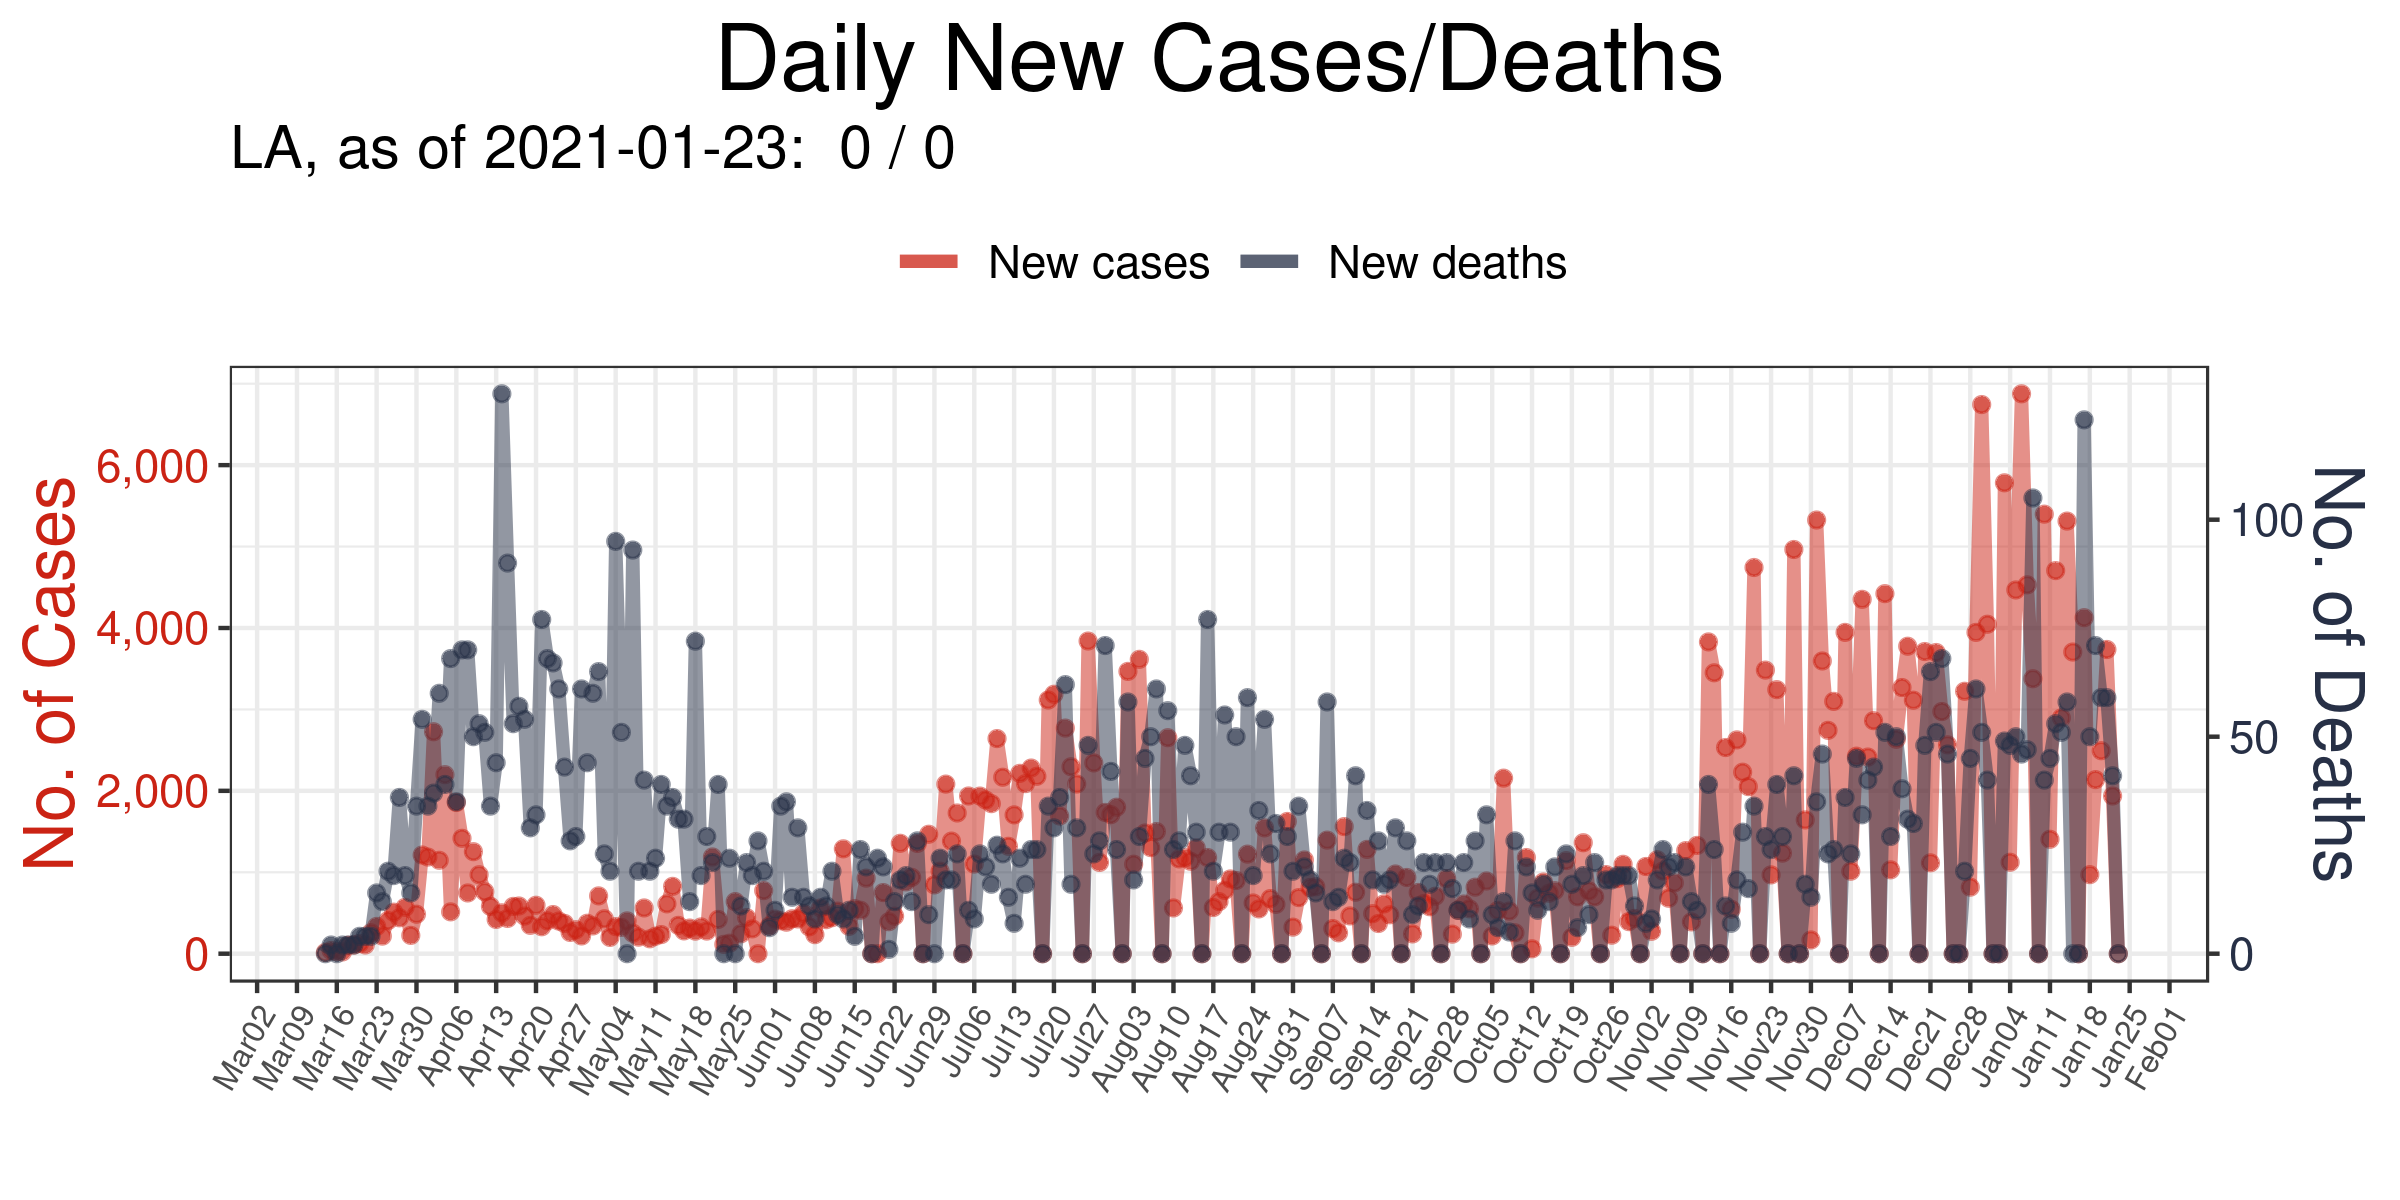 Daily New Cases/Deaths
LA, as of 2021-01-23:  0 / 0
New cases
New deaths
No. of Cases
6,000
4,000
2,000
0
No. of Deaths
100
50
0
Mar02
Mar09
Mar16
Mar23
Mar30
Apr06
Apr13
Apr20
Apr27
May04
May11
May18
May25
Jun01
Jun08
Jun15
Jun22
Jun29
Jul06
Jul13
Jul20
Jul27
Aug03
Aug10
Aug17
Aug24
Aug31
Sep07
Sep14
Sep21
Sep28
Oct05
Oct12
Oct19
Oct26
Nov02
Nov09
Nov16
Nov23
Nov30
Dec07
Dec14
Dec21
Dec28
Jan04
Jan11
Jan18
Jan25
Feb01